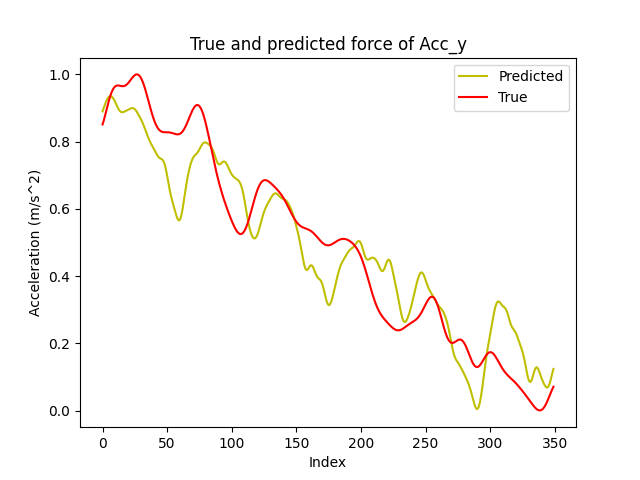 True and predicted force of Acc_y
Predicted
True
1.0
0.8
0.6
0.4
0.2
0.0
Acceleration (m/s^2)
0 50 100 150 200 250 300 350
Index